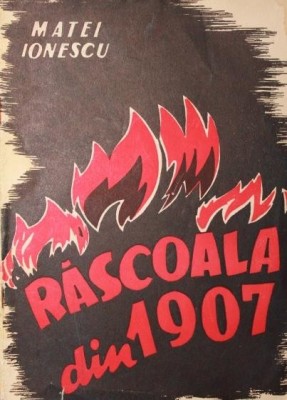 MATEI
IONESCU
RĂSCOALA
din 1907